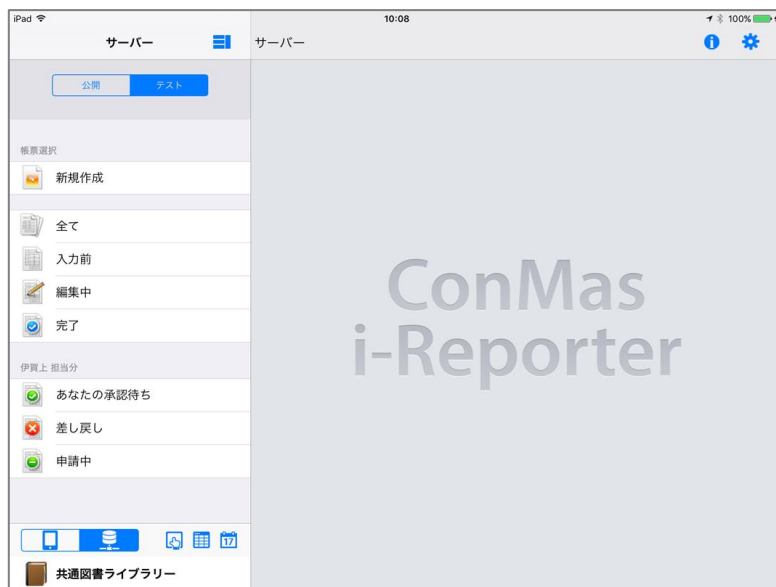 iPad 10:08 100%
サーバー サーバー
公開 テスト
帳票選択
新規作成
全て
入力前
編集中
完了
ConMas
i-Reporter
伊賀上 担当分
あなたの承認待ち
差し戻し
申請中
17
共通図書ライブラリー